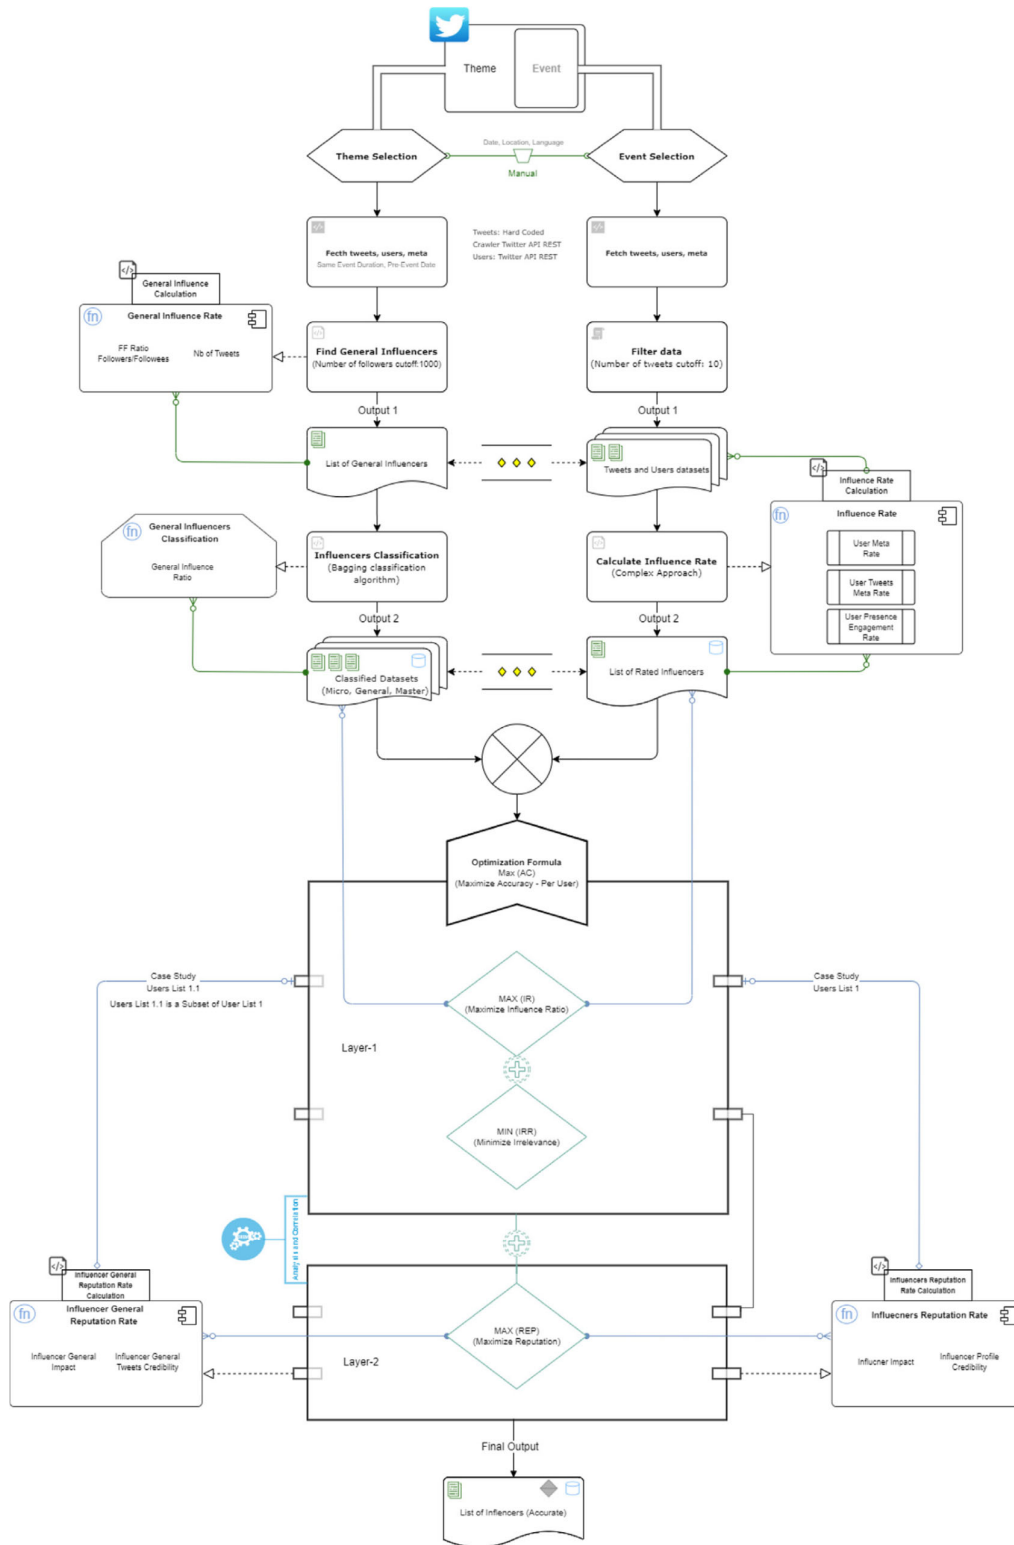 Theme
Event
Date, Location, Language
Theme Selection
Event Selection
Manual
Tweets: Hard Coded
Crawler Twitter API REST
Users: Twitter API REST
Fecth tweets, users, meta
Same Event Duration, Pre-Event Date
Fetch tweets, users, meta
General Influence
Calculation
General Influence Rate
FF Ratio
Followers/Followees
Nb of Tweets
Find General Influencers
(Number of followers cutoff:1000)
Filter data
(Number of tweets cutoff: 10)
Output 1
Output 1
List of General Influencers
Tweets and Users datasets
Influence Rate
Calculation
Influence Rate
User Meta
Rate
User Tweets
Meta Rate
User Presence
Engagement
Rate
General Influencers
Classification
General Influence
Ratio
Influencers Classification
(Bagging classification
algorithm)
Calculate Influence Rate
(Complex Approach)
Output 2
Output 2
Classified Datasets
(Micro, General, Master)
List of Rated Influencers
Optimization Formula
Max (AC)
(Maximize Accuracy - Per User)
Case Study
Users List 1.1
Users List 1.1 is a Subset of User List 1
Case Study
Users List 1
MAX (IR)
(Maximize Influence Ratio)
Layer-1
MIN (IRR)
(Minimize Irrelevance)
Analysis and Correlation
Influencer General
Reputation Rate
Calculation
Influencer General
Reputation Rate
Influencer General
Impact
Influencer General
Tweets Credibility
MAX (REP)
(Maximize Reputation)
Layer-2
Influencers Reputation
Rate Calculation
Influecners Reputation Rate
Influcner Impact
Influencer Profile
Credibility
Final Output
List of Inflencers (Accurate)
fn
fn
fn
fn
fn